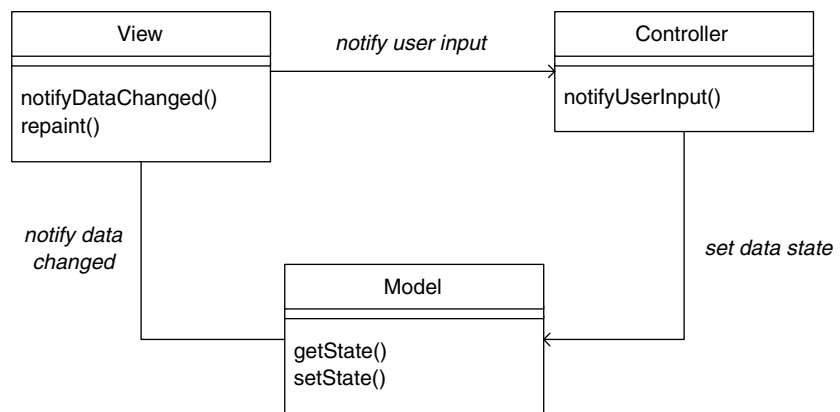 View
notify user input
Controller
notifyDataChanged()
repaint()
notifyUserInput()
notify data
changed
set data state
Model
getState()
setState()